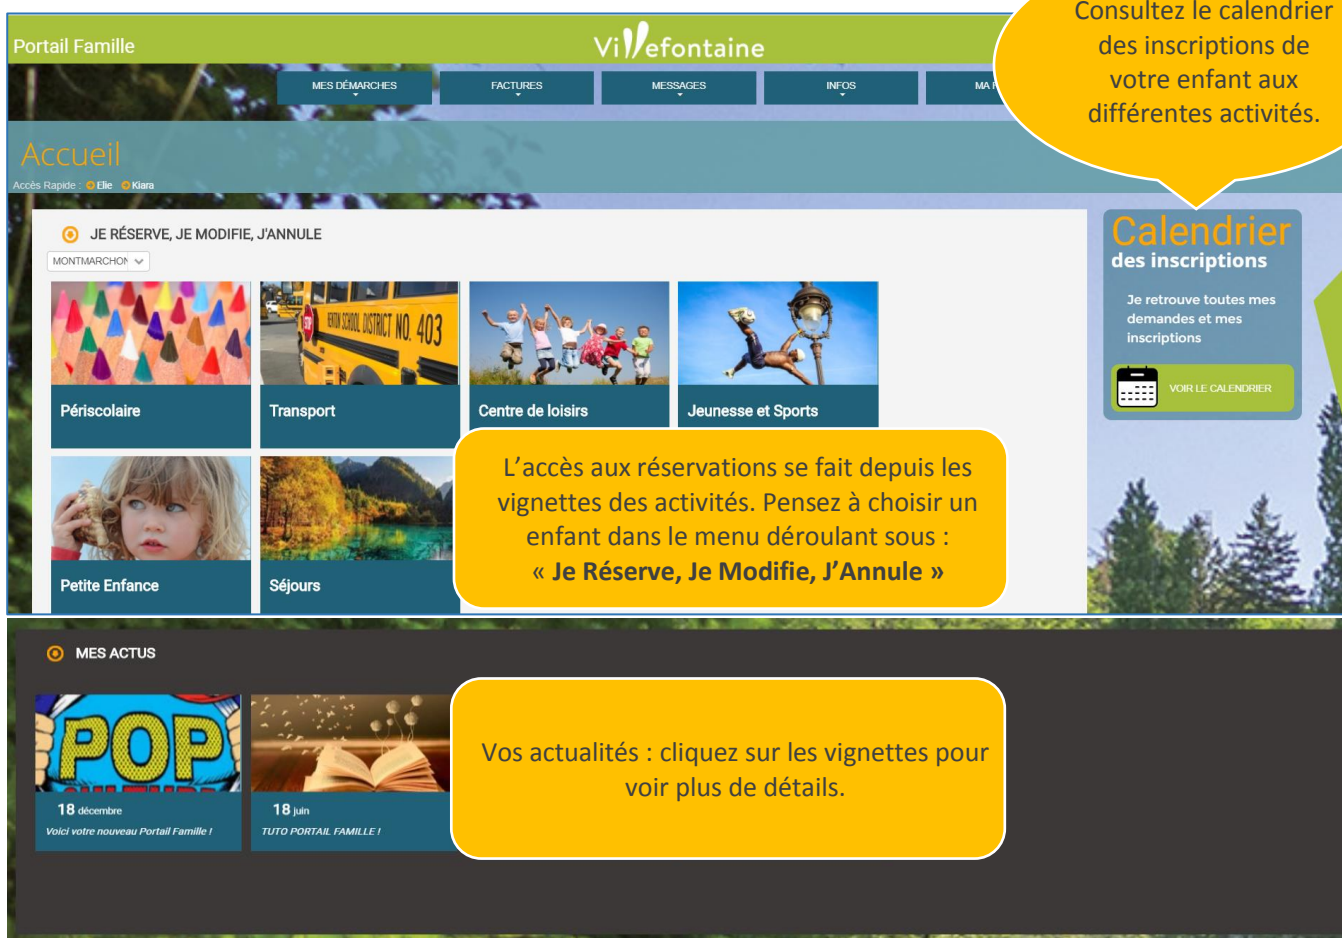 Consultez le calendrier
des inscriptions de
votre enfant aux
différentes activités.
Portail Famille
Villefontaine
MES DÉMARCHES
FACTURES
MESSAGES
INFOS
Accueil
Accès Rapide : Elie Kiara
JE RÉSERVE, JE MODIFIE, J'ANNULE
Calendrier
des inscriptions
Je retrouve toutes mes
demandes et mes
inscriptions
VOIR LE CALENDRIER
KENTON SCHOOL DISTRICT NO. 403
Périscolaire
Transport
Centre de loisirs
Jeunesse et Sports
L’accès aux réservations se fait depuis les
vignettes des activités. Pensez à choisir un
enfant dans le menu déroulant sous :
« Je Réserve, Je Modifie, J’Annule »
Petite Enfance
Séjours
MES ACTUS
POP
18 décembre
Voici votre nouveau Portail Famille !
18 juin
TUTO PORTAIL FAMILLE !
Vos actualités : cliquez sur les vignettes pour
voir plus de détails.